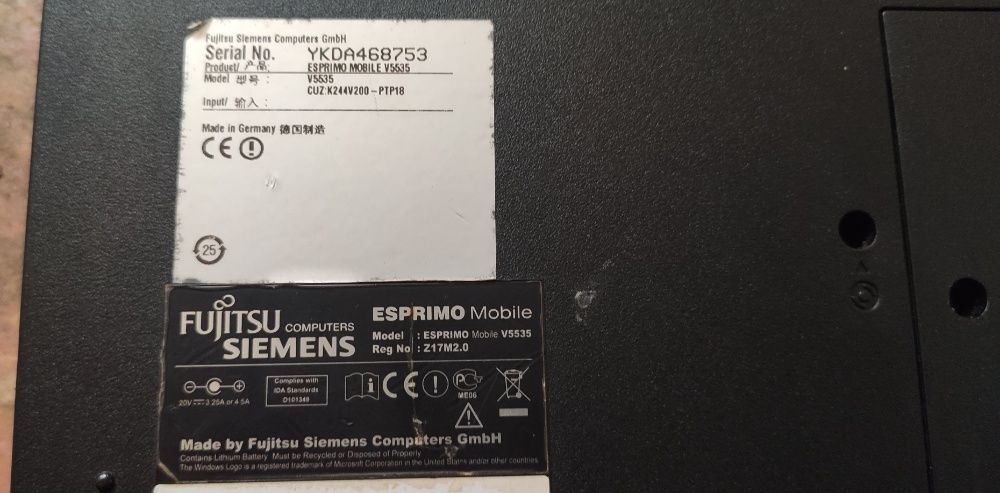 Fujitsu Siemens Computers GmbH
Serial No. YKDA468753
Product/ 产品: ESPRIMO MOBILE V5535
Model 型号 : V5535
CUZ:K244V200-PTP18
Input/ 输入 :
Made in Germany 德国制造
CE
25
FUJITSU COMPUTERS
SIEMENS
ESPRIMO Mobile
Model : ESPRIMO Mobile V5535
Reg No : Z17M2.0
20V 3.25A or 4.5A
Complies with
IDA Standards
D101349
i CE ! PC
ME06
Made by Fujitsu Siemens Computers GmbH
Contains Lithium Battery. Must be Recycled or Disposed of Properly
The Windows Logo is a registered trademark of Microsoft Corporation in the United States and/or other countries